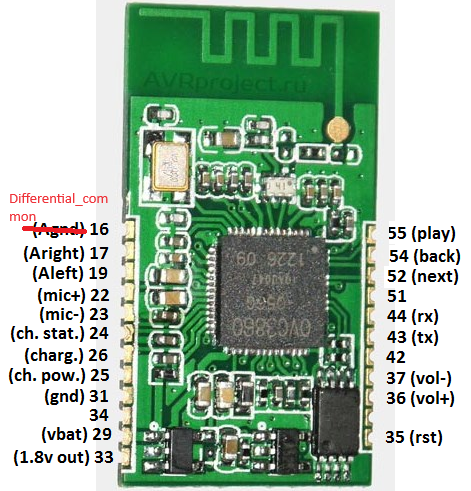 AVRproject.ru
Differential_com
mon
(Agnd) 16
(Aright) 17
(Aleft) 19
(mic+) 22
(mic-) 23
(ch. stat.) 24
(charg.) 26
(ch. pow.) 25
(gnd) 31
34
(vbat) 29
(1.8v out) 33
OVC3860
1226 09
55 (play)
54 (back)
52 (next)
51
44 (rx)
43 (tx)
42
37 (vol-)
36 (vol+)
35 (rst)